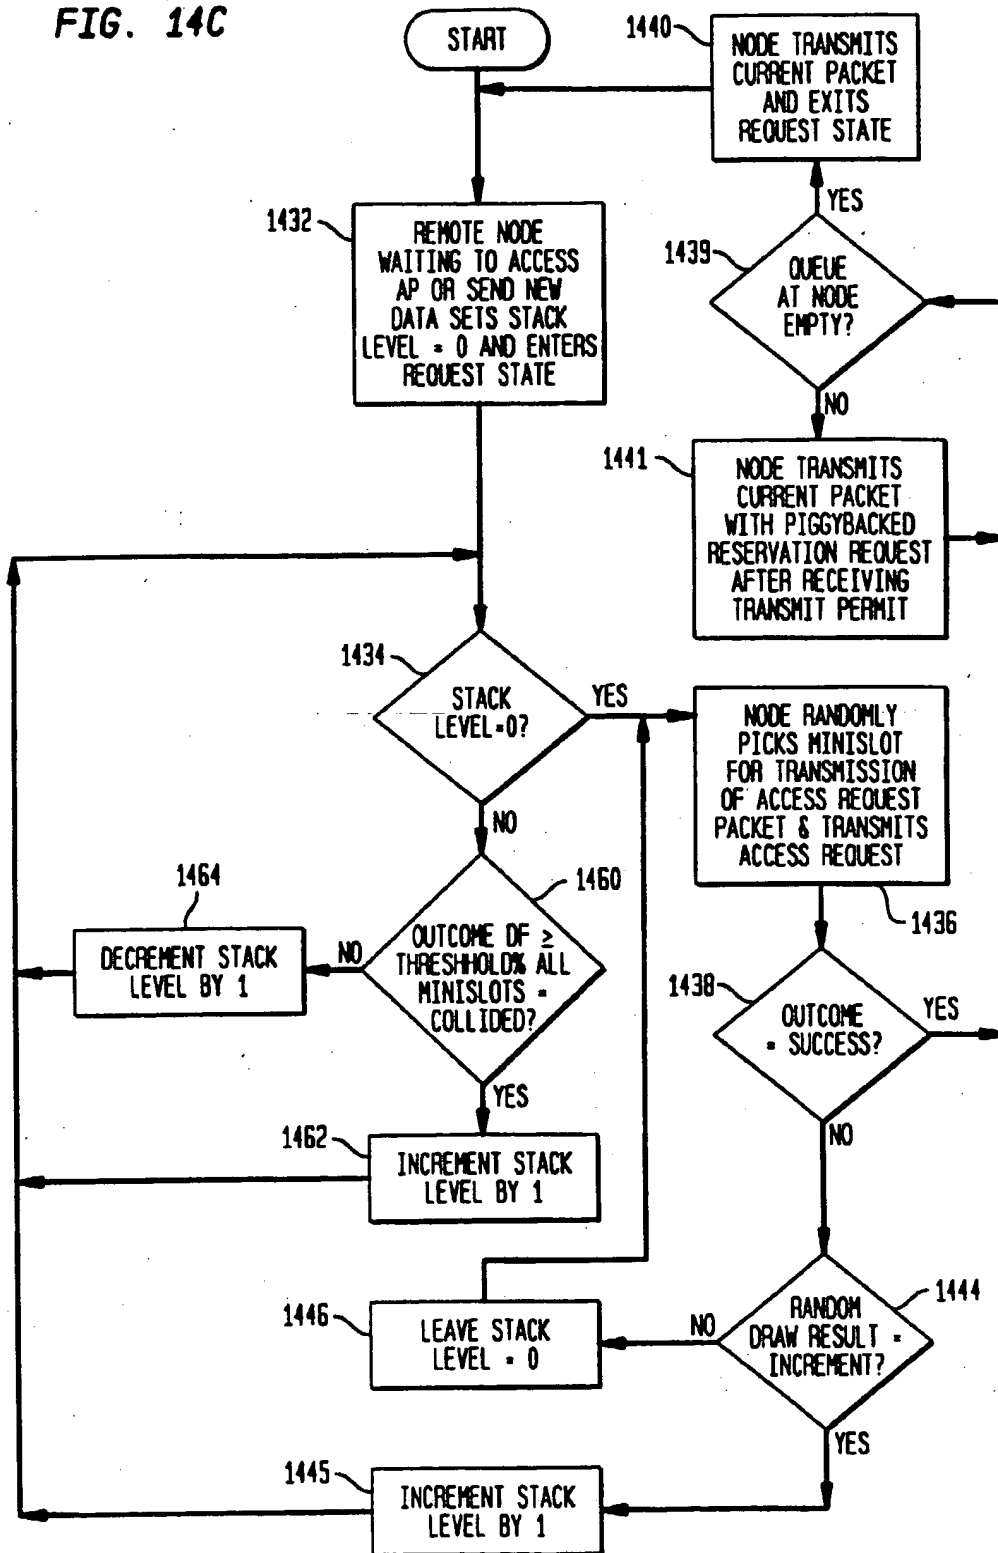 FIG. 14C
START
1440
NODE TRANSMITS
CURRENT PACKET
AND EXITS
REQUEST STATE
YES
1432
REMOTE NODE
WAITING TO ACCESS
AP OR SEND NEW
DATA SETS STACK
LEVEL = 0 AND ENTERS
REQUEST STATE
1439
QUEUE
AT NODE
EMPTY?
NO
1441
NODE TRANSMITS
CURRENT PACKET
WITH PIGGYBACKED
RESERVATION REQUEST
AFTER RECEIVING
TRANSMIT PERMIT
1434
STACK
LEVEL=0?
YES
NO
NODE RANDOMLY
PICKS MINISLOT
FOR TRANSMISSION
OF ACCESS REQUEST
PACKET & TRANSMITS
ACCESS REQUEST
1436
1464
DECREMENT STACK
LEVEL BY 1
NO
1460
OUTCOME OF ≥
THRESHHOLD% ALL
MINISLOTS =
COLLIDED?
YES
1438
OUTCOME
= SUCCESS?
YES
NO
1462
INCREMENT STACK
LEVEL BY 1
1446
LEAVE STACK
LEVEL = 0
NO
1444
RANDOM
DRAW RESULT =
INCREMENT?
YES
1445
INCREMENT STACK
LEVEL BY 1